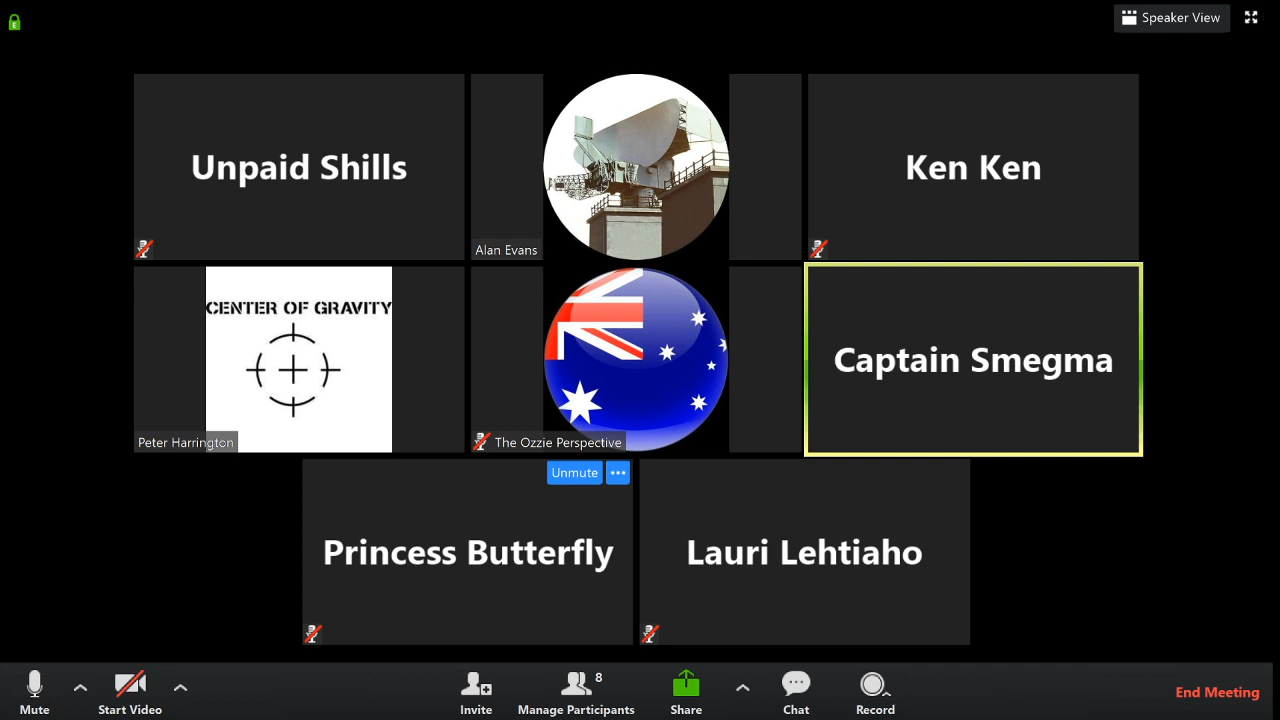 Speaker View
Unpaid Shills
Alan Evans
Ken Ken
CENTER OF GRAVITY
Peter Harrington
The Ozzie Perspective
Captain Smegma
Unmute
Princess Butterfly
Lauri Lehtiaho
Mute
Start Video
Invite
Manage Participants
8
Share
Chat
Record
End Meeting